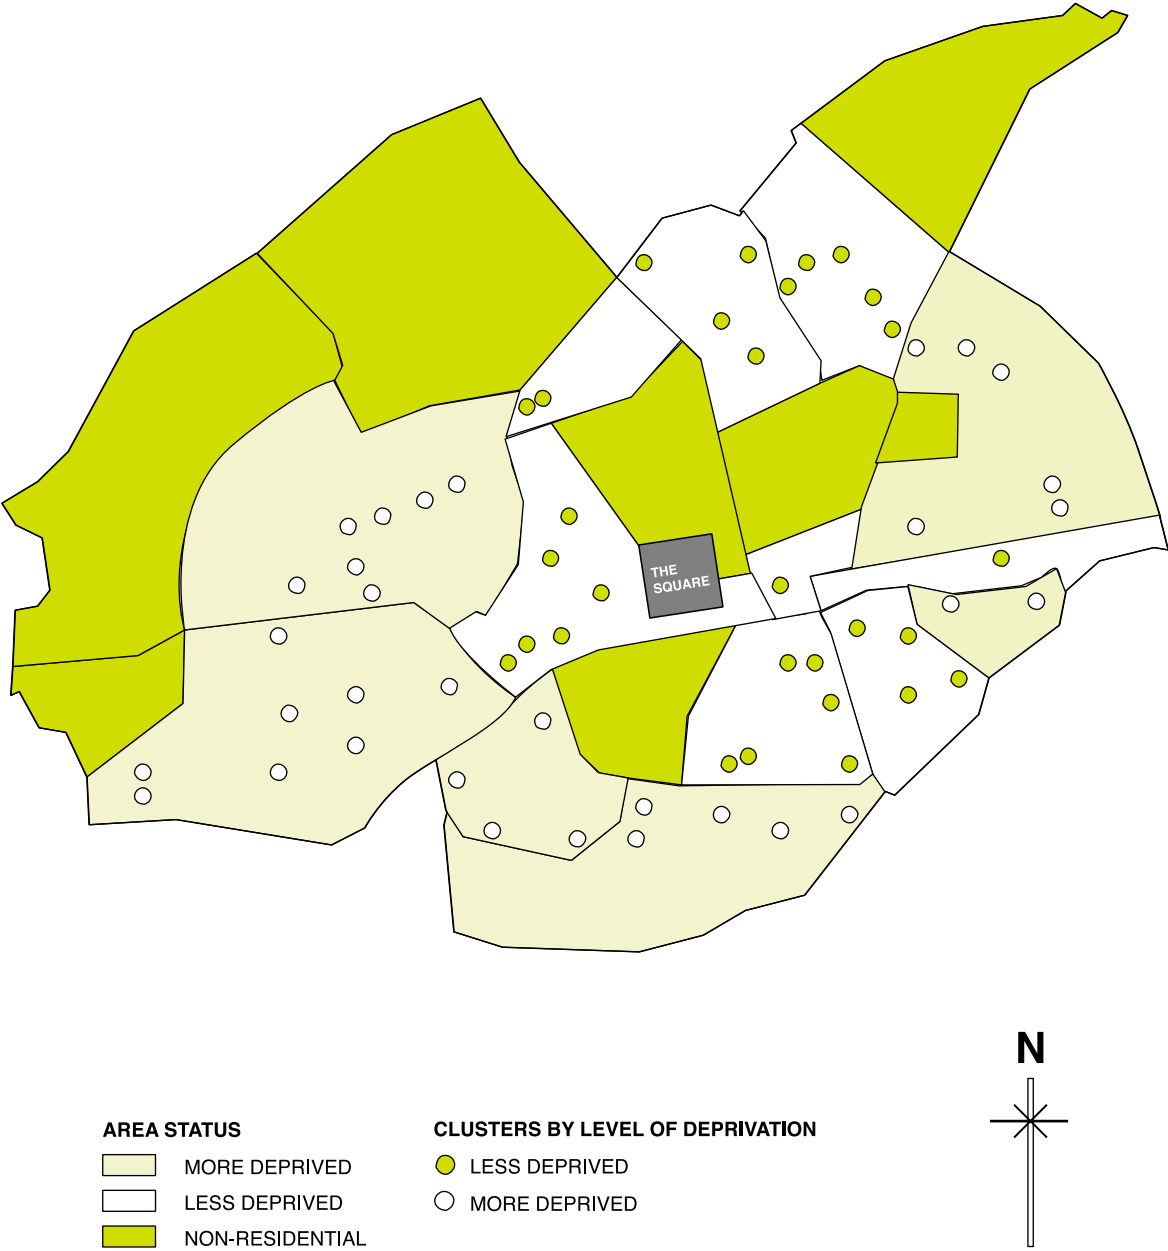 THE
SQUARE
N
AREA STATUS
MORE DEPRIVED
LESS DEPRIVED
NON-RESIDENTIAL
CLUSTERS BY LEVEL OF DEPRIVATION
LESS DEPRIVED
MORE DEPRIVED